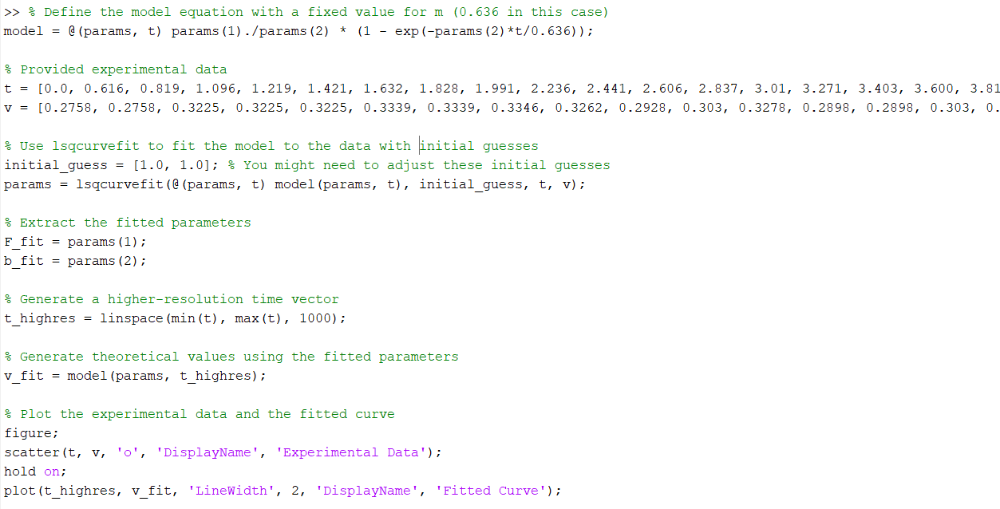 >> % Define the model equation with a fixed value for m (0.636 in this case)
model = @(params, t) params(1)./params(2) * (1 - exp(-params(2)*t/0.636));
% Provided experimental data
t = [0.0, 0.616, 0.819, 1.096, 1.219, 1.421, 1.632, 1.828, 1.991, 2.236, 2.441, 2.606, 2.837, 3.01, 3.271, 3.403, 3.600, 3.81
v = [0.2758, 0.2758, 0.3225, 0.3225, 0.3225, 0.3339, 0.3339, 0.3346, 0.3262, 0.2928, 0.303, 0.3278, 0.2898, 0.2898, 0.303, 0.
% Use lsqcurvefit to fit the model to the data with initial guesses
initial_guess = [1.0, 1.0]; % You might need to adjust these initial guesses
params = lsqcurvefit(@(params, t) model(params, t), initial_guess, t, v);
% Extract the fitted parameters
F_fit = params(1);
b_fit = params(2);
% Generate a higher-resolution time vector
t_highres = linspace(min(t), max(t), 1000);
% Generate theoretical values using the fitted parameters
v_fit = model(params, t_highres);
% Plot the experimental data and the fitted curve
figure;
scatter(t, v, 'o', 'DisplayName', 'Experimental Data');
hold on;
plot(t_highres, v_fit, 'LineWidth', 2, 'DisplayName', 'Fitted Curve');